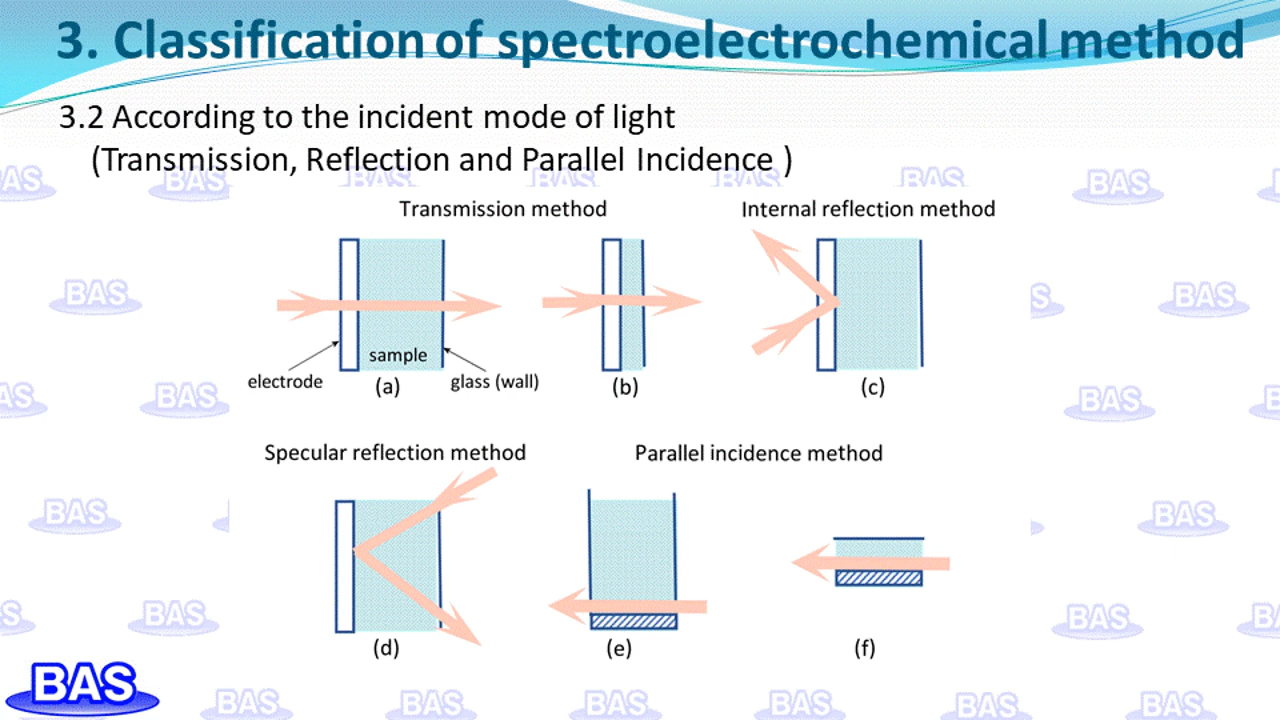 3. Classification of spectroelectrochemical method
3.2 According to the incident mode of light
(Transmission, Reflection and Parallel Incidence )
Transmission method
Internal reflection method
electrode
sample
glass (wall)
(a)
(b)
(c)
Specular reflection method
Parallel incidence method
(d)
(e)
(f)
BAS